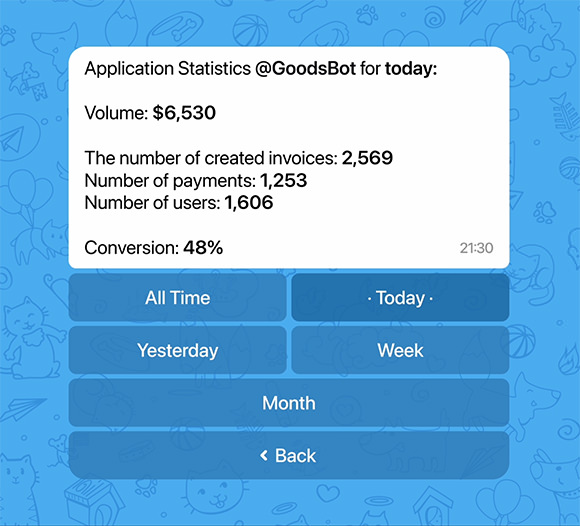 Application Statistics @GoodsBot for today:
Volume: $6,530
The number of created invoices: 2,569
Number of payments: 1,253
Number of users: 1,606
Conversion: 48%
21:30
All Time
· Today ·
Yesterday
Week
Month
Back